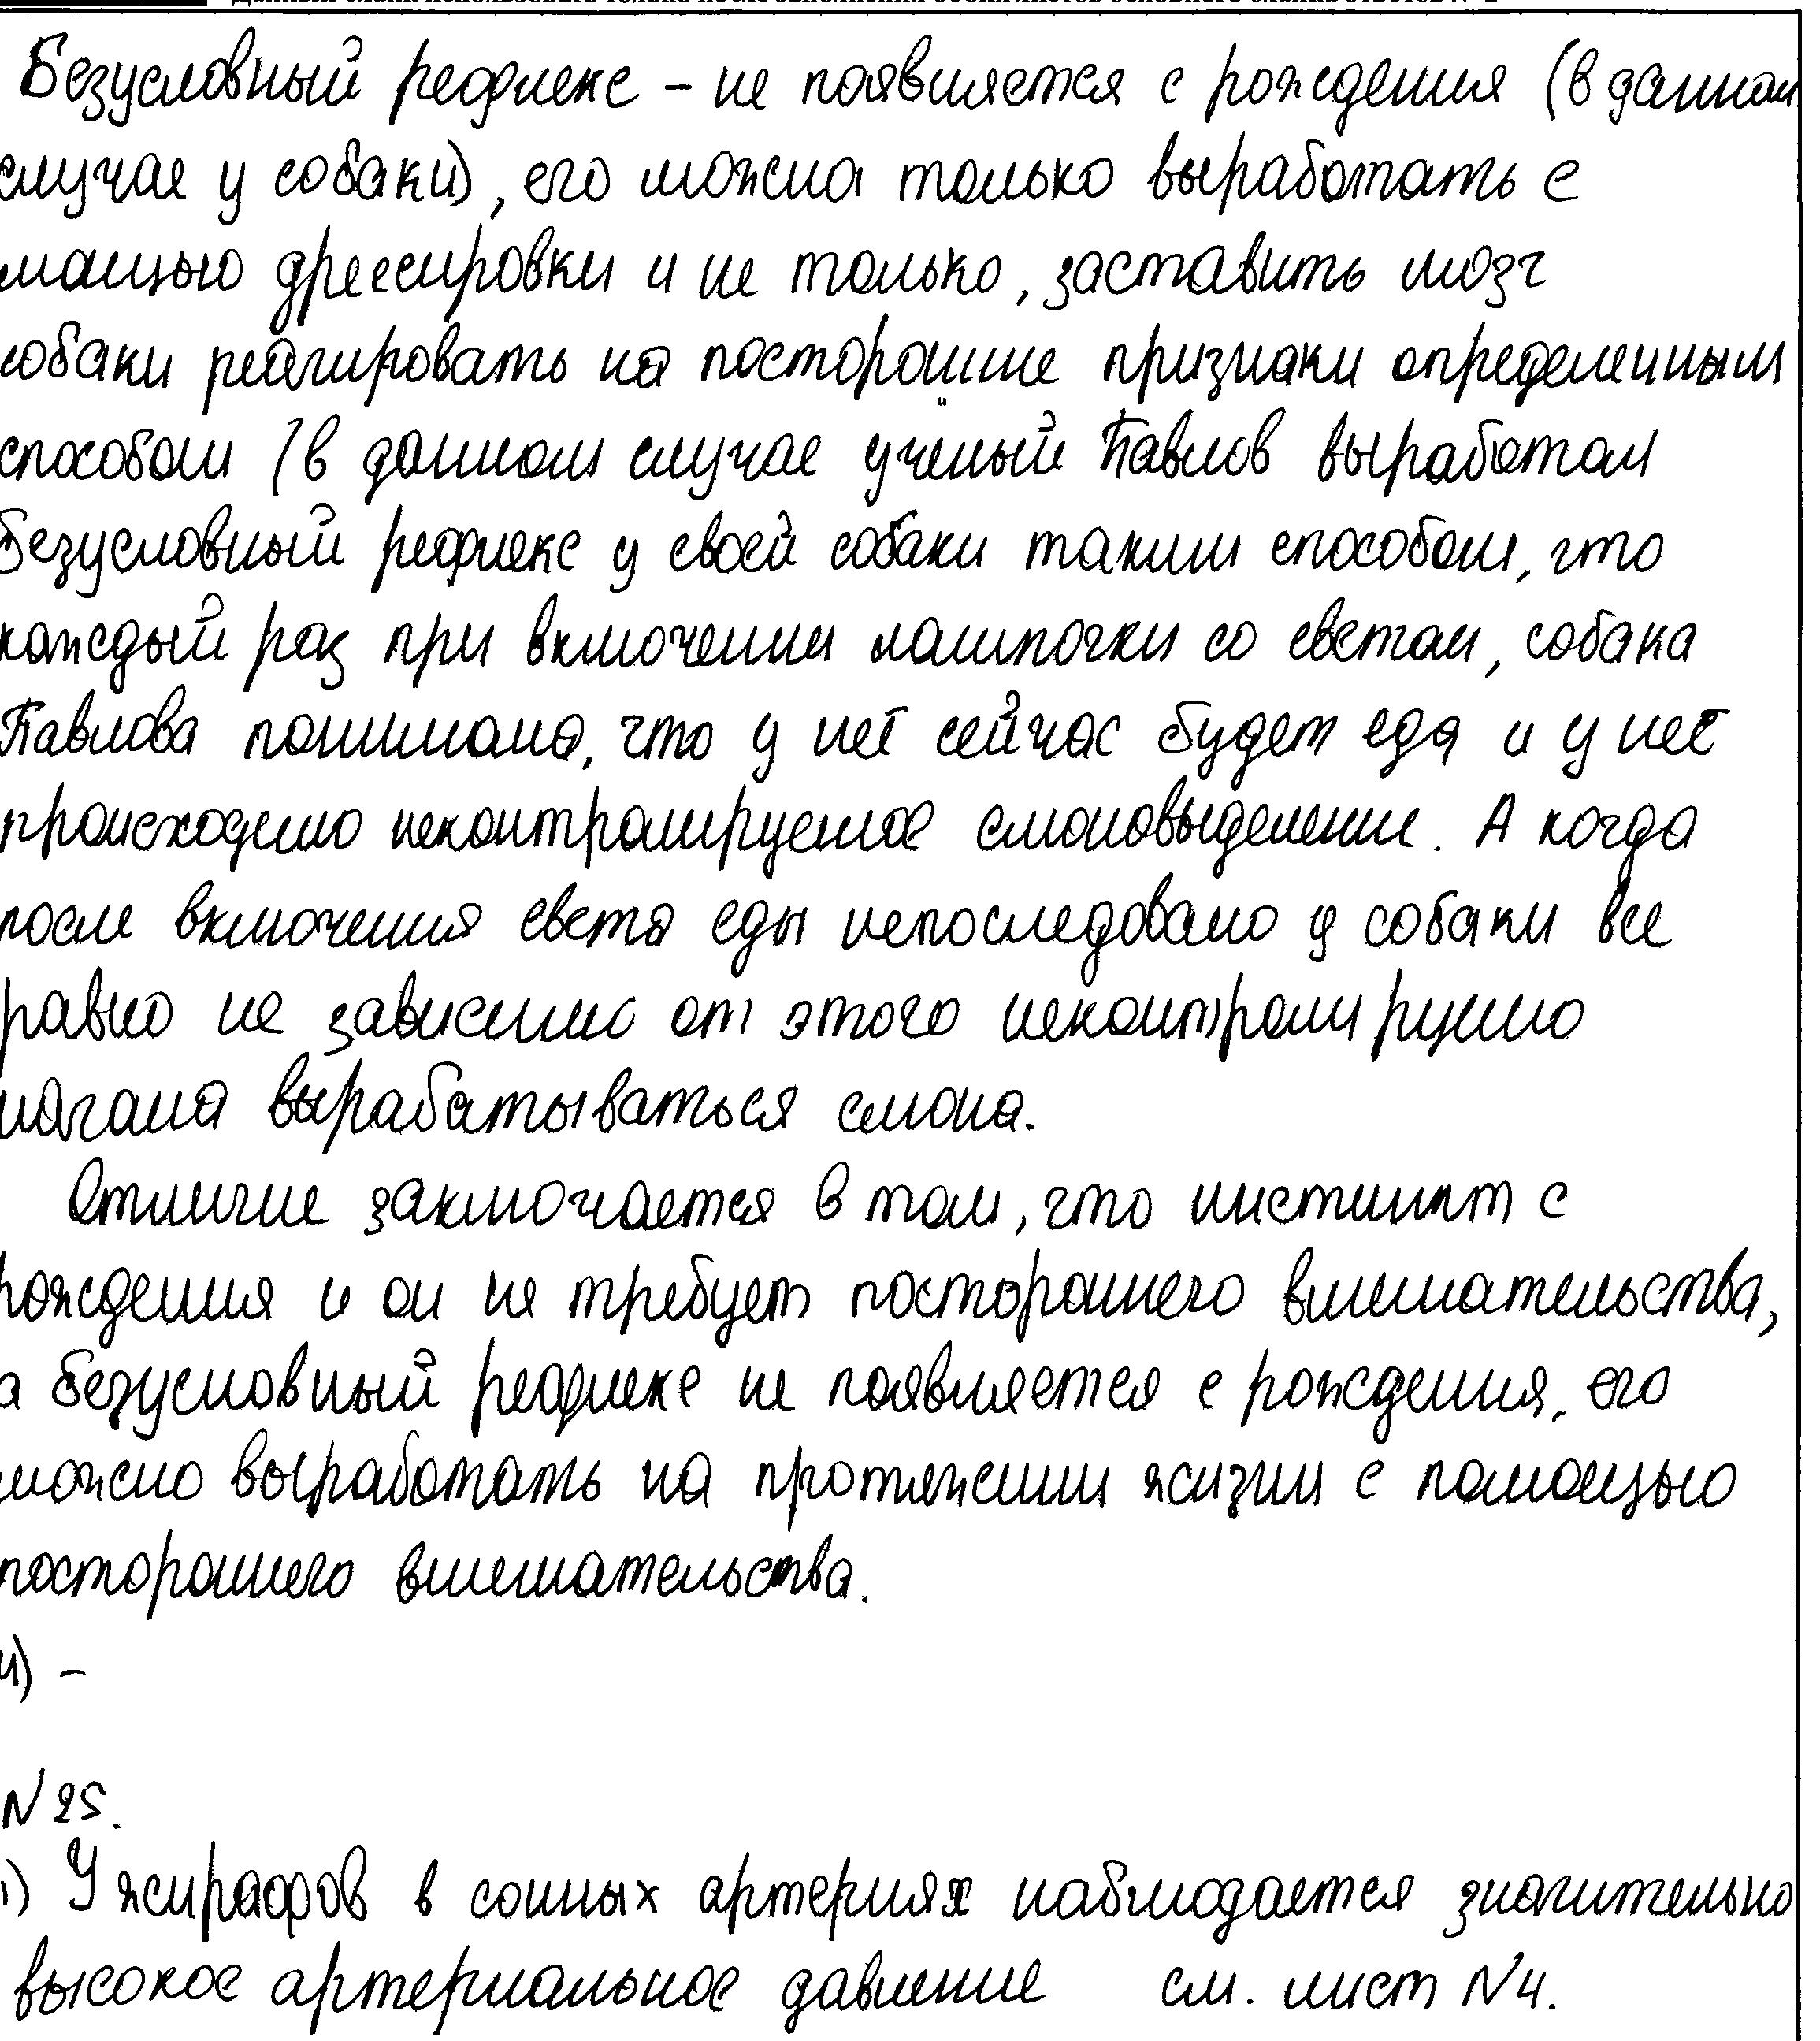 Безусловный рефлекс – не появляется с рождения (в данном
случае у собаки), его можна только выработать с
мощью дрессировки и не только, заставить мозг
собаки реагировать на посторонние признаки определенным
способом (в данном случае ученый Павлов выработал
безусловный рефлекс у своей собаки таким способом, что
каждый раз при включении лампочки со светом, собака
Павлова понимала, что у неё сейчас будет еда и у неё
происходило неконтролируемое слюновыделение. А когда
после включения света еды непоследовало у собаки все
равно не зависимо от этого неконтролируемо
начала вырабатываться слюна.
Отличие заключается в том, что инстинкт с
рождения и он не требует постороннего вмешательства,
а безусловный рефлекс не появляется с рождения, его
можно выработать на протяжении жизни с помощью
постороннего вмешательства.
4) –
N 25.
1) У жирафов в сонных артериях наблюдается значительно
высокое артериальное давление см. лист N4.